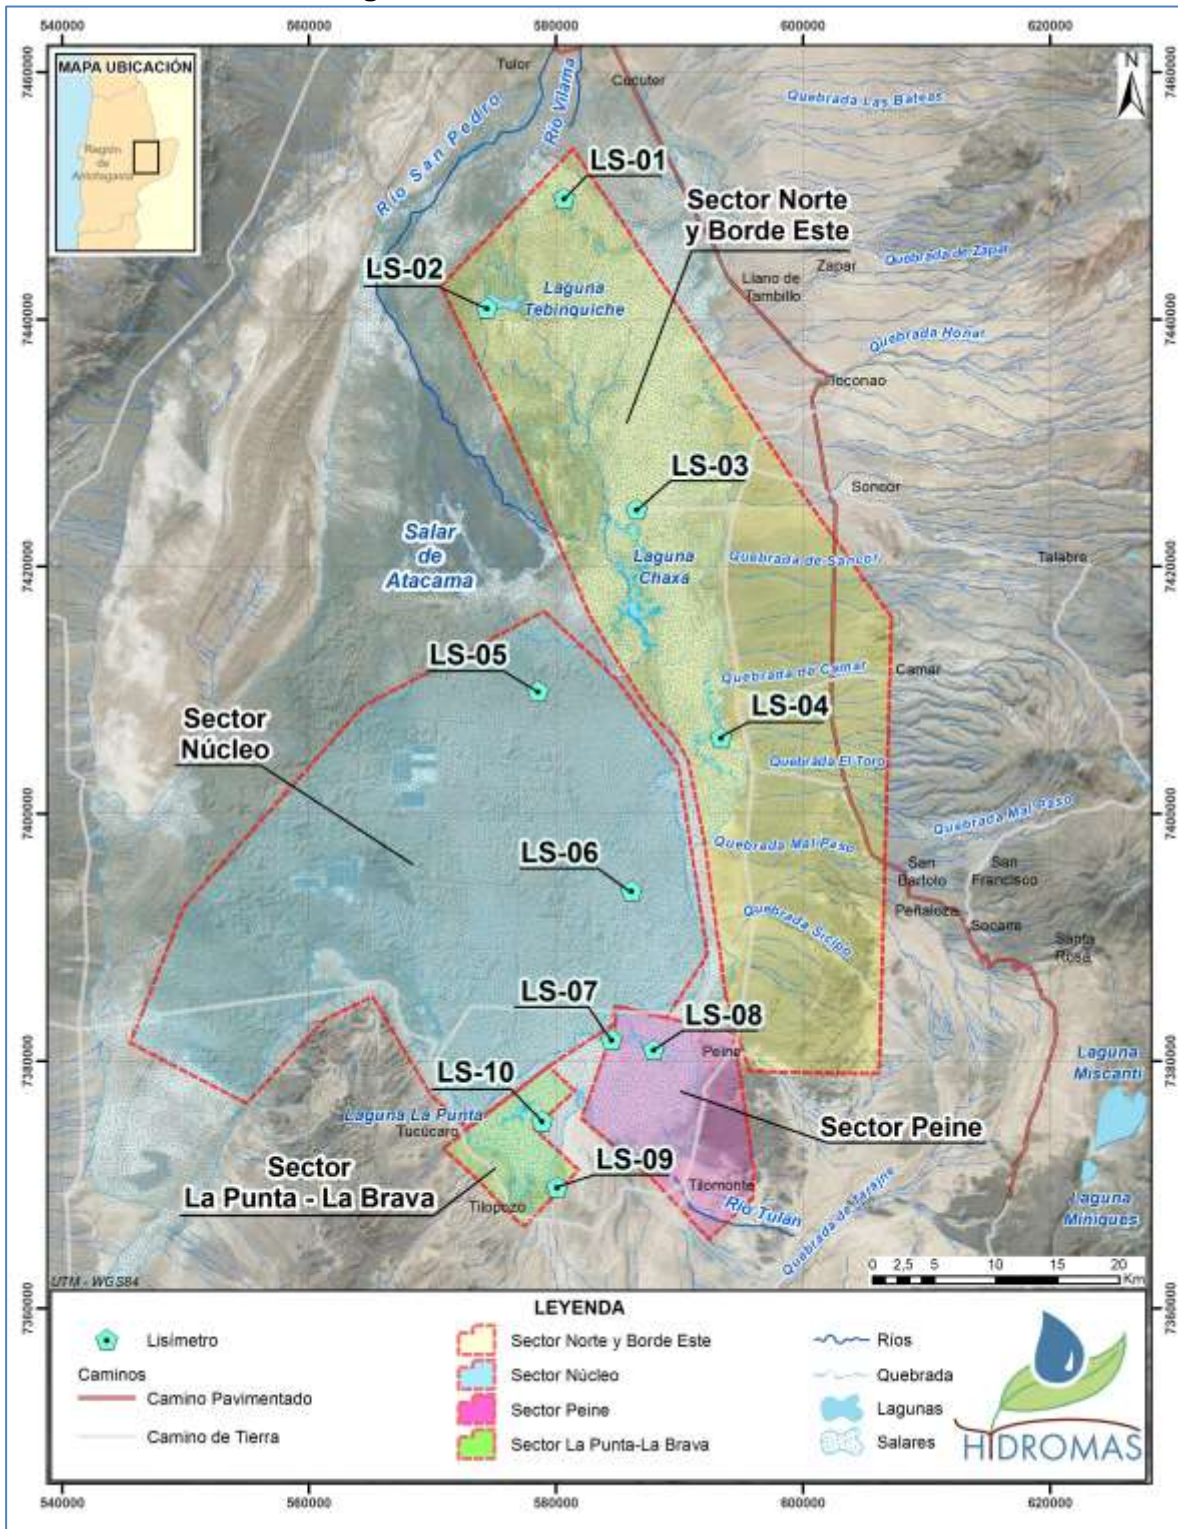 540000 560000 580000 600000 620000
MAPA UBICACIÓN
Región
de
Antofagasta
N
7460000
7460000
Tulor
Río Vilama
Cucuter
Río San Pedro
Quebrada Las Bateas
LS-01
Sector Norte
y Borde Este
LS-02
Laguna
Tebinquiche
Zapar
Quebrada de Zapar
Llano de
Tambillo
7440000
7440000
Quebrada Honar
Toconao
LS-03
Soncor
Salar
de
Atacama
Laguna
Chaxa
Quebrada de Sancor
Talabre
7420000
7420000
LS-05
Quebrada de Camar
Camar
LS-04
Sector
Núcleo
Quebrada El Toro
7400000
7400000
Quebrada Mal Paso
Quebrada Mal Paso
LS-06
San
Bartolo
San
Francisco
Peñaloza
Socaire
Quebrada Sicipo
Santa
Rosa
LS-07
LS-08
Peine
7380000
7380000
LS-10
Laguna
Miscanti
Laguna La Punta
Tucúcaro
Sector Peine
Sector
La Punta - La Brava
LS-09
Tilomonte
Tilopozo
Río Tulán
Laguna
Miñiques
UTM - WGS84
0 2,5 5 10 15 20
Km
7360000
7360000
LEYENDA
Lisímetro
Caminos
Camino Pavimentado
Camino de Tierra
Sector Norte y Borde Este
Sector Núcleo
Sector Peine
Sector La Punta-La Brava
Ríos
Quebrada
Lagunas
Salares
HIDROMAS
540000 560000 580000 600000 620000